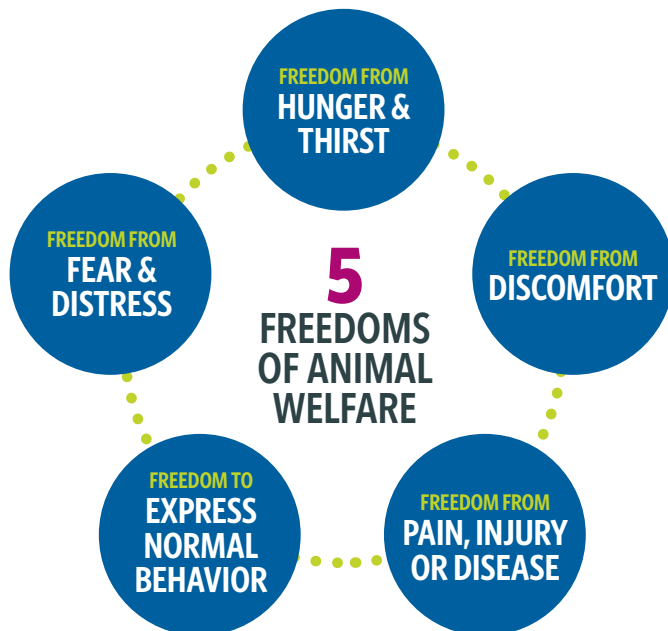 FREEDOM FROM
HUNGER &
THIRST
FREEDOM FROM
FEAR &
DISTRESS
5
FREEDOMS
OF ANIMAL
WELFARE
FREEDOM FROM
DISCOMFORT
FREEDOM TO
EXPRESS
NORMAL
BEHAVIOR
FREEDOM FROM
PAIN, INJURY
OR DISEASE